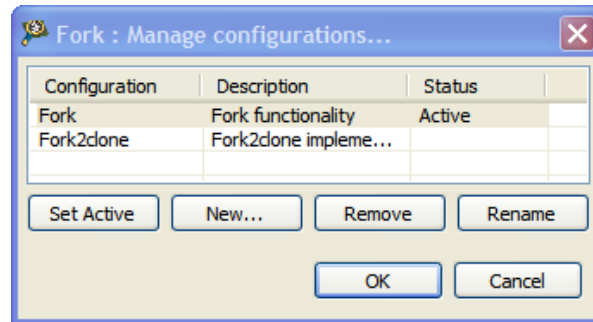 Fork : Manage configurations...
Configuration Description Status
Fork Fork functionality Active
Fork2clone Fork2clone impleme...
Set Active New... Remove Rename
OK Cancel